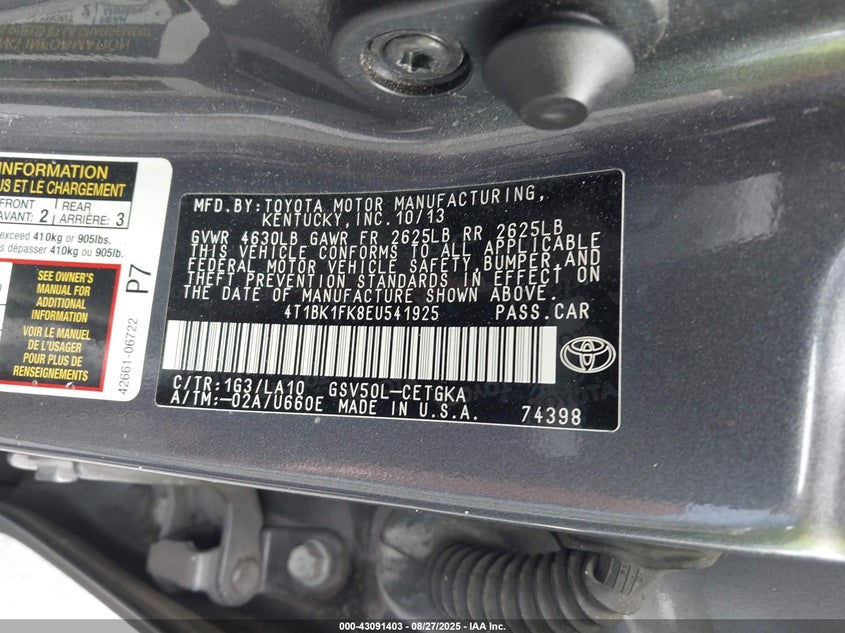 INFORMATION
US ET LE CHARGEMENT
FRONT
AVANT: 2
REAR
ARRIÈRE: 3
exceed 410kg or 905lbs.
s dépasser 410kg ou 905lb.
SEE OWNER'S
MANUAL FOR
ADDITIONAL
INFORMATION
VOIR LE MANUEL
DE L'USAGER
POUR PLUS DE
RENSEIGNEMENTS
P7
42661-06722
MFD.BY:TOYOTA MOTOR MANUFACTURING,
KENTUCKY,INC.10/13
GVWR 4630LB GAWR FR 2625LB RR 2625LB
THIS VEHICLE CONFORMS TO ALL APPLICABLE
FEDERAL MOTOR VEHICLE SAFETY,BUMPER,AND
THEFT PREVENTION STANDARDS IN EFFECT ON
THE DATE OF MANUFACTURE SHOWN ABOVE.
4T1BK1FK8EU541925 PASS.CAR
C/TR:1G3/LA10 GSV50L-CETGKA
A/TM:-02A/U660E MADE IN U.S.A. 74398
000-43091403 - 08/27/2025 - IAA Inc.